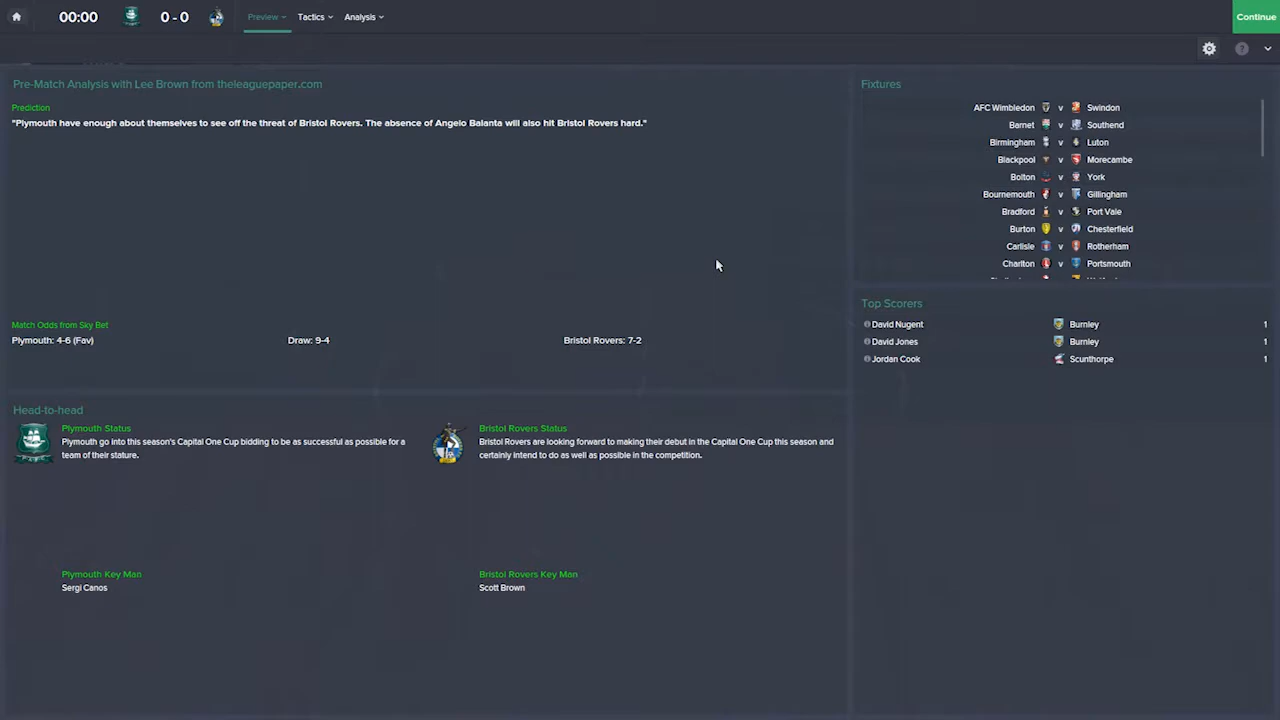 00:00 0 - 0 Preview Tactics Analysis Continue
?
Pre-Match Analysis with Lee Brown from theleaguepaper.com
Prediction
"Plymouth have enough about themselves to see off the threat of Bristol Rovers. The absence of Angelo Balanta will also hit Bristol Rovers hard."
Match Odds from Sky Bet
Plymouth: 4-6 (Fav) Draw: 9-4 Bristol Rovers: 7-2
Fixtures
AFC Wimbledon v Swindon
Barnet v Southend
Birmingham v Luton
Blackpool v Morecambe
Bolton v York
Bournemouth v Gillingham
Bradford v Port Vale
Burton v Chesterfield
Carlisle v Rotherham
Charlton v Portsmouth
Top Scorers
David Nugent Burnley 1
David Jones Burnley 1
Jordan Cook Scunthorpe 1
Head-to-head
Plymouth Status
Plymouth go into this season's Capital One Cup bidding to be as successful as possible for a
team of their stature.
Plymouth Key Man
Sergi Canos
Bristol Rovers Status
Bristol Rovers are looking forward to making their debut in the Capital One Cup this season and
certainly intend to do as well as possible in the competition.
Bristol Rovers Key Man
Scott Brown